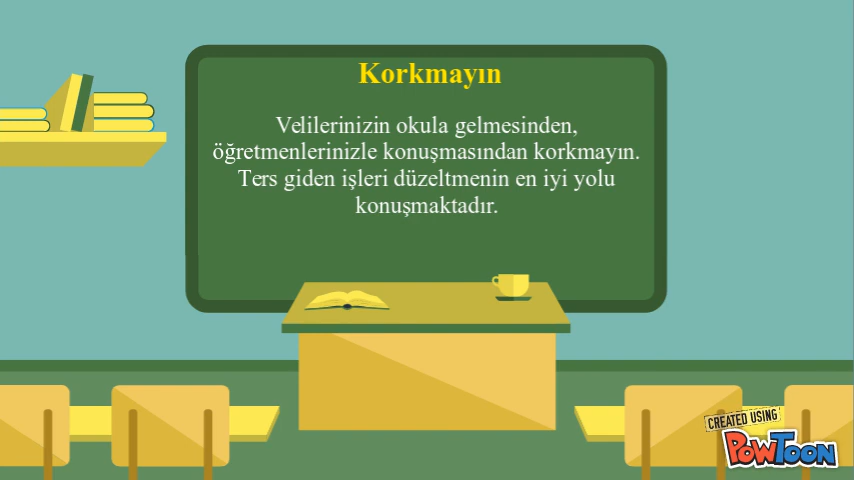 Korkmayın
Velilerinizin okula gelmesinden,
öğretmenlerinizle konuşmasından korkmayın.
Ters giden işleri düzeltmenin en iyi yolu
konuşmaktadır.
CREATED USING
POWTOON